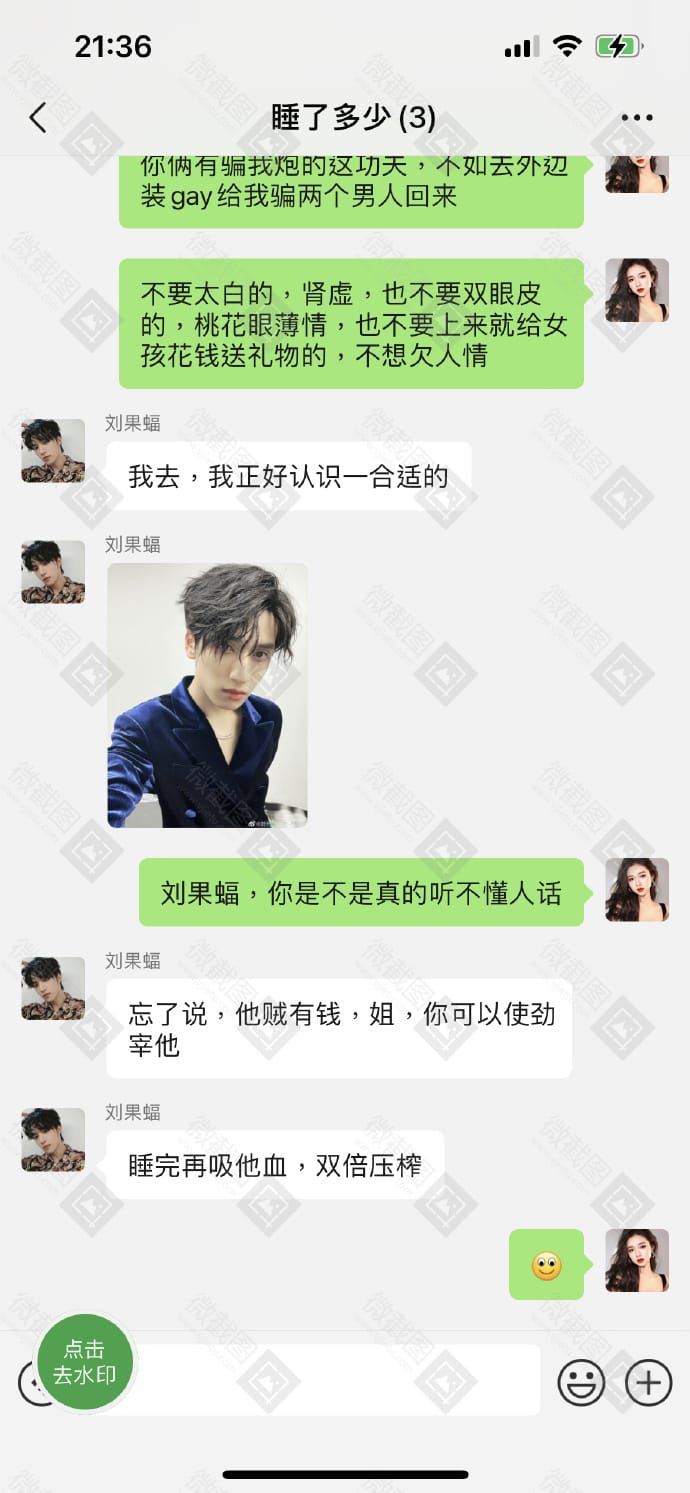 21:36
睡了多少(3)
你俩有骗我炮的这功夫，不如去外边
装gay给我骗两个男人回来
不要太白的，肾虚，也不要双眼皮
的，桃花眼薄情，也不要上来就给女
孩花钱送礼物的，不想欠人情
刘果蝠
我去，我正好认识一合适的
刘果蝠
刘果蝠，你是不是真的听不懂人话
刘果蝠
忘了说，他贼有钱，姐，你可以使劲
宰他
刘果蝠
睡完再吸他血，双倍压榨
点击
去水印
微截图